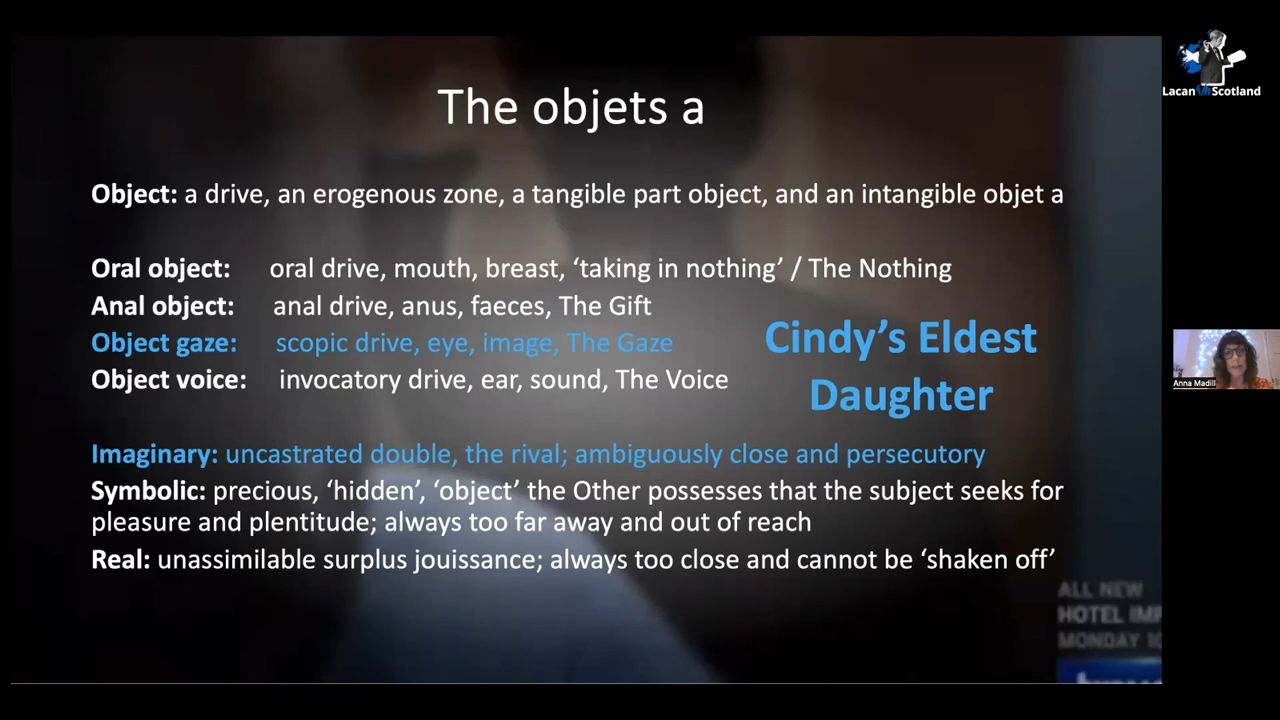 The objets a
Object: a drive, an erogenous zone, a tangible part object, and an intangible objet a
Oral object: oral drive, mouth, breast, ‘taking in nothing’ / The Nothing
Anal object: anal drive, anus, faeces, The Gift
Object gaze: scopic drive, eye, image, The Gaze
Object voice: invocatory drive, ear, sound, The Voice
Cindy’s Eldest
Daughter
Imaginary: uncastrated double, the rival; ambiguously close and persecutory
Symbolic: precious, ‘hidden’, ‘object’ the Other possesses that the subject seeks for
pleasure and plentitude; always too far away and out of reach
Real: unassimilable surplus jouissance; always too close and cannot be ‘shaken off’
ALL NEW
HOTEL IMP
MONDAY 10
Lacan in Scotland
Anna Madill